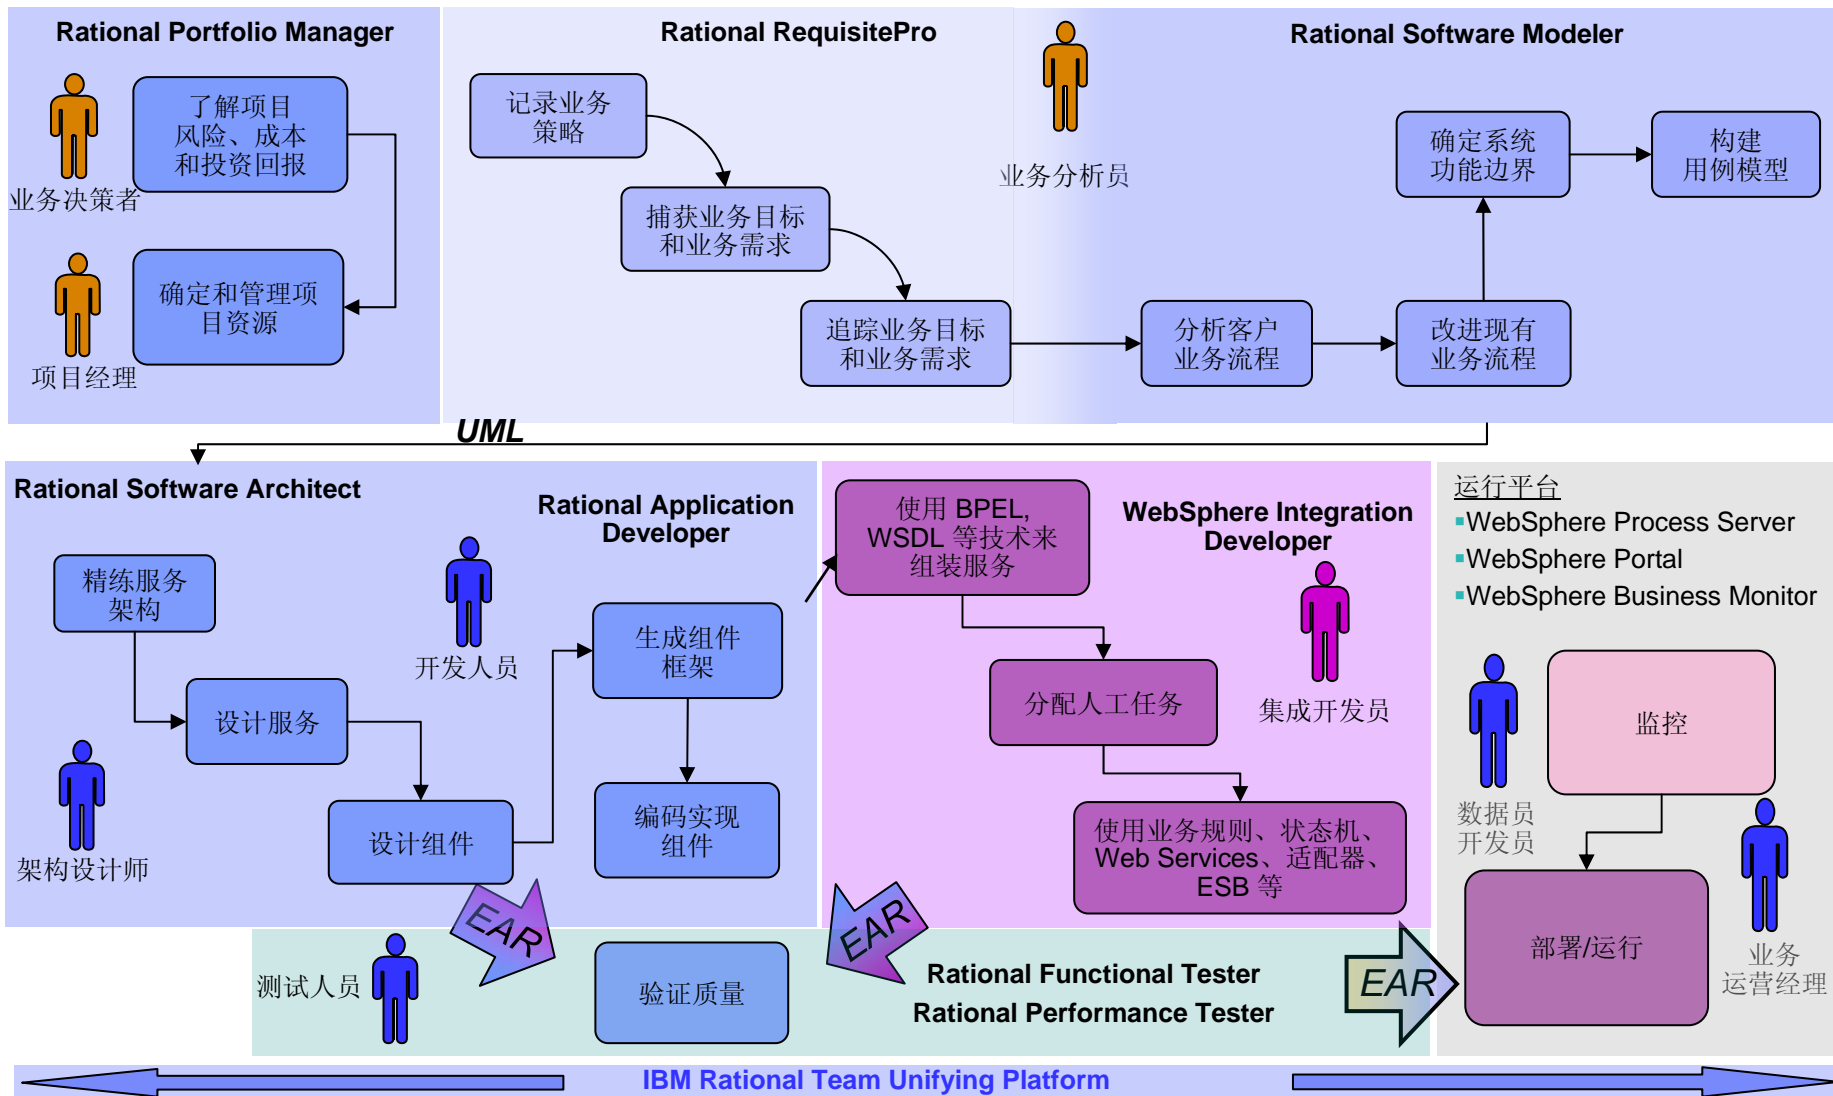 Rational Portfolio Manager
了解项目
风险、成本
和投资回报
业务决策者
确定和管理项
目资源
项目经理
Rational RequisitePro
记录业务
策略
捕获业务目标
和业务需求
追踪业务目标
和业务需求
业务分析员
Rational Software Modeler
分析客户
业务流程
改进现有
业务流程
确定系统
功能边界
构建
用例模型
UML
Rational Software Architect
精练服务
架构
设计服务
设计组件
架构设计师
Rational Application
Developer
开发人员
生成组件
框架
编码实现
组件
使用 BPEL,
WSDL 等技术来
组装服务
WebSphere Integration
Developer
集成开发员
分配人工任务
使用业务规则、状态机、
Web Services、适配器、
ESB 等
运行平台
▪WebSphere Process Server
▪WebSphere Portal
▪WebSphere Business Monitor
监控
数据员
开发员
部署/运行
业务
运营经理
EAR
EAR
EAR
测试人员
验证质量
Rational Functional Tester
Rational Performance Tester
IBM Rational Team Unifying Platform